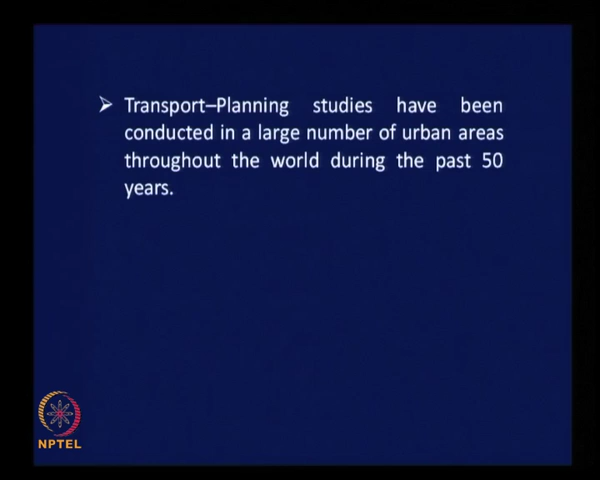 ➢ Transport–Planning studies have been
conducted in a large number of urban areas
throughout the world during the past 50
years.
NPTEL